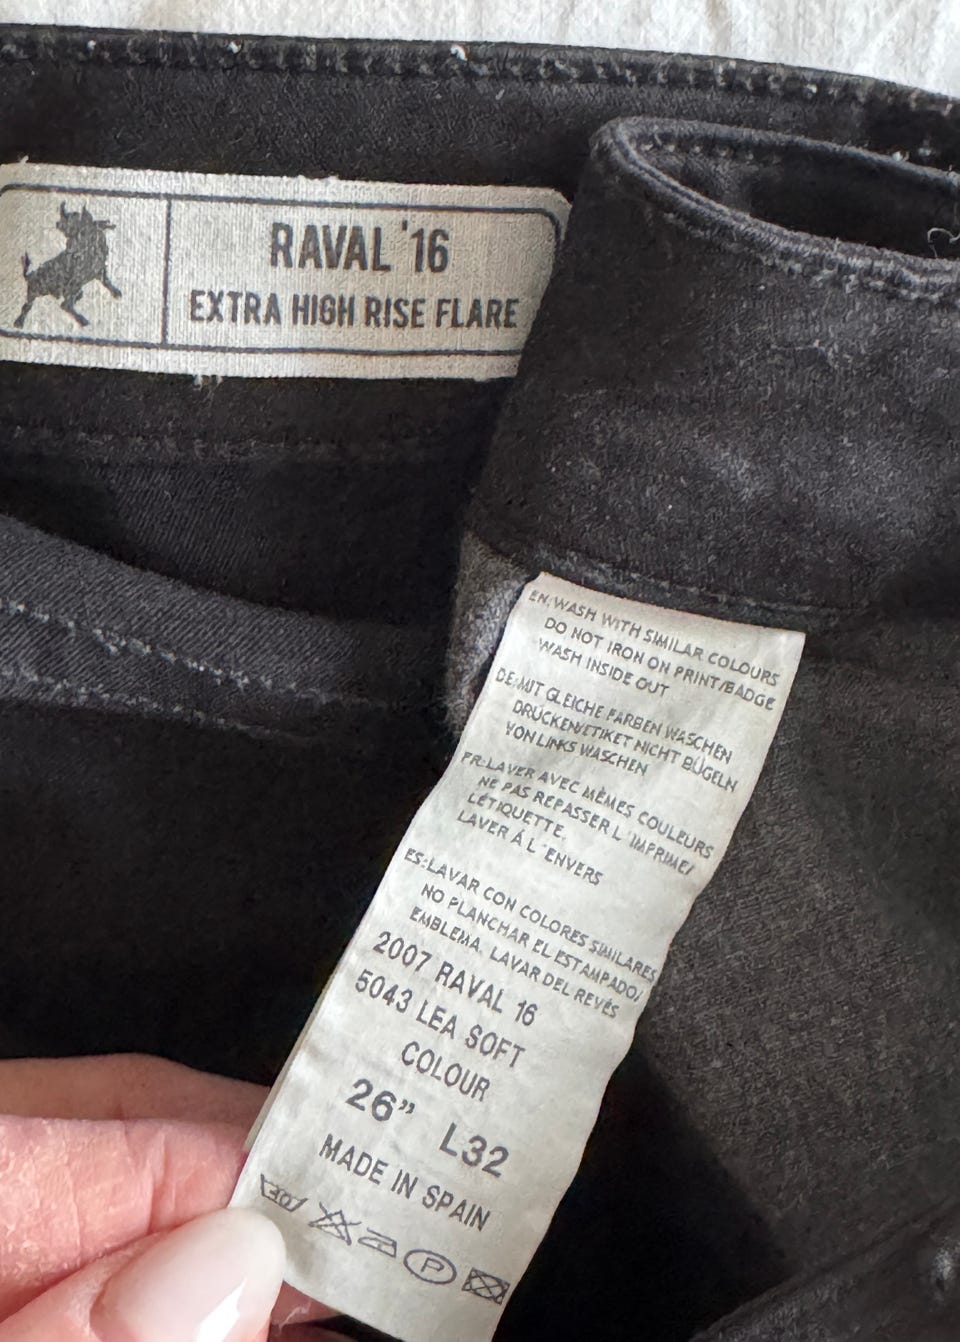 RAVAL '16
EXTRA HIGH RISE FLARE
EN: WASH WITH SIMILAR COLOURS
DO NOT IRON ON PRINT/BADGE
WASH INSIDE OUT
DE: MIT GLEICHE FARBEN WASCHEN
DRUCKEN/ETIKET NICHT BÜGELN
VON LINKS WASCHEN
FR: LAVER AVEC MÊMES COULEURS
NE PAS REPASSER L´IMPRIME/
LÉTIQUETTE.
LAVER Á L´ENVERS
ES: LAVAR CON COLORES SIMILARES
NO PLANCHAR EL ESTAMPADO/
EMBLEMA. LAVAR DEL REVÉS
2007 RAVAL 16
5043 LEA SOFT
COLOUR
26” L32
MADE IN SPAIN
P